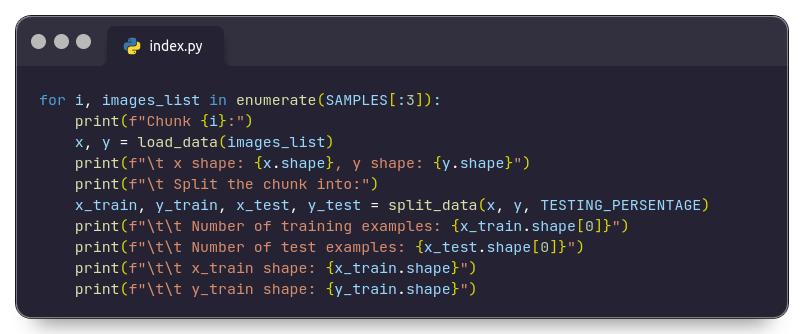 index.py
for i, images_list in enumerate(SAMPLES[:3]):
    print(f"Chunk {i}:")
    x, y = load_data(images_list)
    print(f"\t x shape: {x.shape}, y shape: {y.shape}")
    print(f"\t Split the chunk into:")
    x_train, y_train, x_test, y_test = split_data(x, y, TESTING_PERSENTAGE)
    print(f"\t\t Number of training examples: {x_train.shape[0]}")
    print(f"\t\t Number of test examples: {x_test.shape[0]}")
    print(f"\t\t x_train shape: {x_train.shape}")
    print(f"\t\t y_train shape: {y_train.shape}")